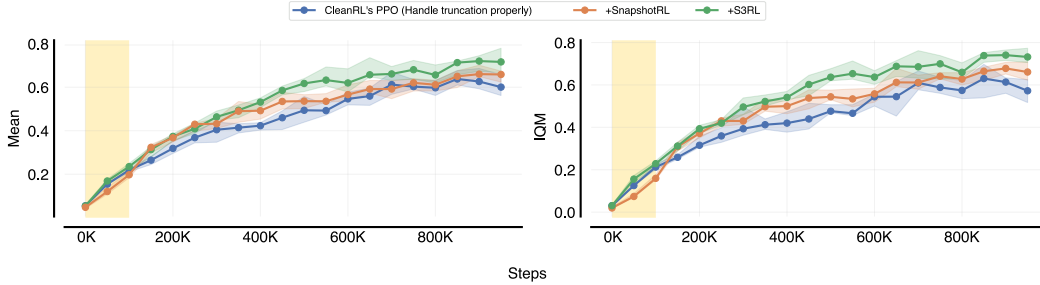 CleanRL's PPO (Handle truncation properly) +SnapshotRL +S3RL
Mean
0.8
0.6
0.4
0.2
0K 200K 400K 600K 800K
IQM
0.8
0.6
0.4
0.2
0.0
0K 200K 400K 600K 800K
Steps